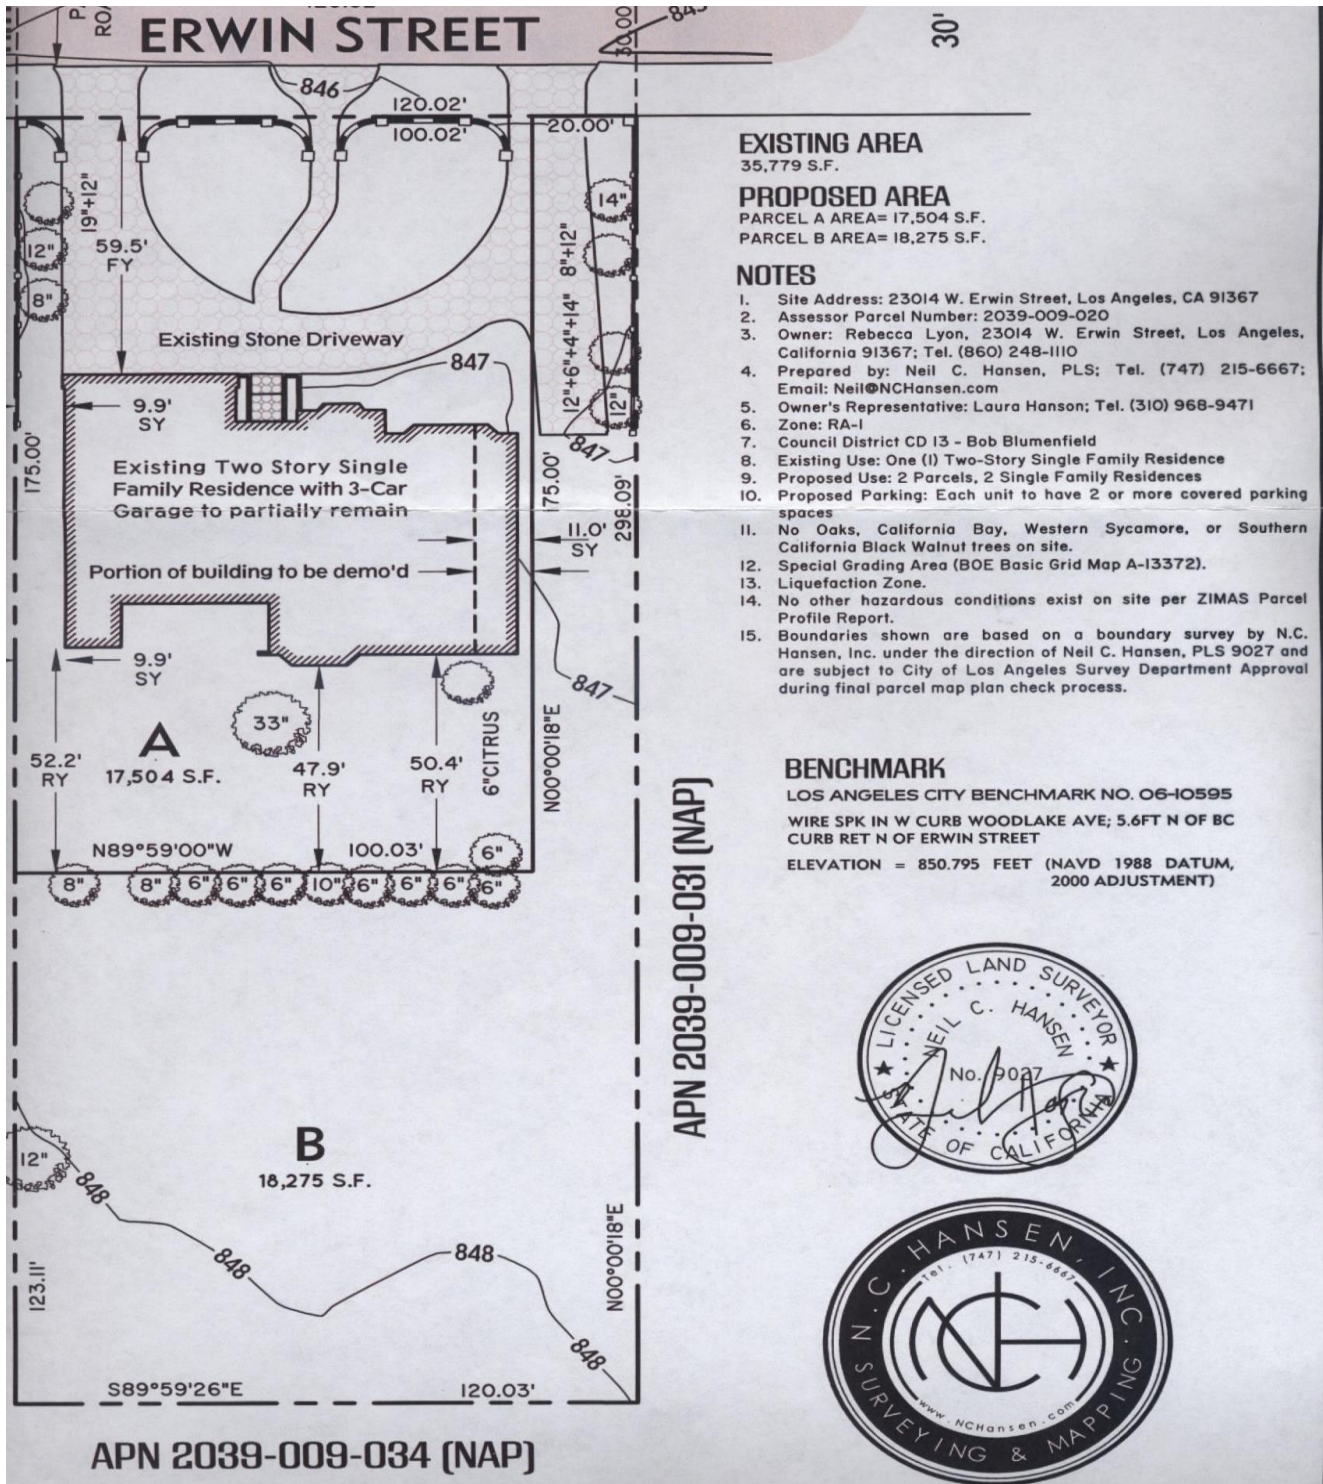 ERWIN STREET
30.00
30'
846
120.02'
100.02'
20.00'
19"+12"
59.5'
FY
12"
8"
14"
8"+12"
12"+6"+4"+14"
12"
Existing Stone Driveway
847
9.9'
SY
175.00'
Existing Two Story Single
Family Residence with 3-Car
Garage to partially remain
Portion of building to be demo'd
847
175.00'
298.09'
11.0'
SY
9.9'
SY
847
33"
A
17,504 S.F.
52.2'
RY
47.9'
RY
50.4'
RY
6"CITRUS
N00°00'18"E
N89°59'00"W
100.03'
6"
8"
8"
6"
6"
6"
10"
6"
6"
6"
6"
APN 2039-009-031 (NAP)
B
18,275 S.F.
12"
848
848
848
848
123.11'
N00°00'18"E
S89°59'26"E
120.03'
APN 2039-009-034 (NAP)
EXISTING AREA
35,779 S.F.
PROPOSED AREA
PARCEL A AREA= 17,504 S.F.
PARCEL B AREA= 18,275 S.F.
NOTES
1. Site Address: 23014 W. Erwin Street, Los Angeles, CA 91367
2. Assessor Parcel Number: 2039-009-020
3. Owner: Rebecca Lyon, 23014 W. Erwin Street, Los Angeles,
California 91367; Tel. (860) 248-1110
4. Prepared by: Neil C. Hansen, PLS; Tel. (747) 215-6667;
Email: Neil@NCHansen.com
5. Owner's Representative: Laura Hanson; Tel. (310) 968-9471
6. Zone: RA-1
7. Council District CD 13 - Bob Blumenfield
8. Existing Use: One (1) Two-Story Single Family Residence
9. Proposed Use: 2 Parcels, 2 Single Family Residences
10. Proposed Parking: Each unit to have 2 or more covered parking
spaces
11. No Oaks, California Bay, Western Sycamore, or Southern
California Black Walnut trees on site.
12. Special Grading Area (BOE Basic Grid Map A-13372).
13. Liquefaction Zone.
14. No other hazardous conditions exist on site per ZIMAS Parcel
Profile Report.
15. Boundaries shown are based on a boundary survey by N.C.
Hansen, Inc. under the direction of Neil C. Hansen, PLS 9027 and
are subject to City of Los Angeles Survey Department Approval
during final parcel map plan check process.
BENCHMARK
LOS ANGELES CITY BENCHMARK NO. 06-10595
WIRE SPK IN W CURB WOODLAKE AVE; 5.6FT N OF BC
CURB RET N OF ERWIN STREET
ELEVATION = 850.795 FEET (NAVD 1988 DATUM,
2000 ADJUSTMENT)
LICENSED LAND SURVEYOR
NEIL C. HANSEN
No. 9027
STATE OF CALIFORNIA
N.C. HANSEN, INC.
Tel. (747) 215-6667
NCH
www.NCHansen.com
SURVEYING & MAPPING